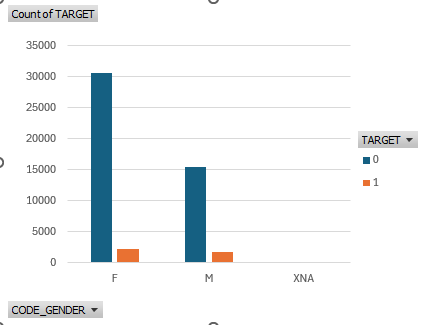 Count of TARGET
35000
30000
25000
20000
15000
10000
5000
0
F M XNA
TARGET
0
1
CODE_GENDER